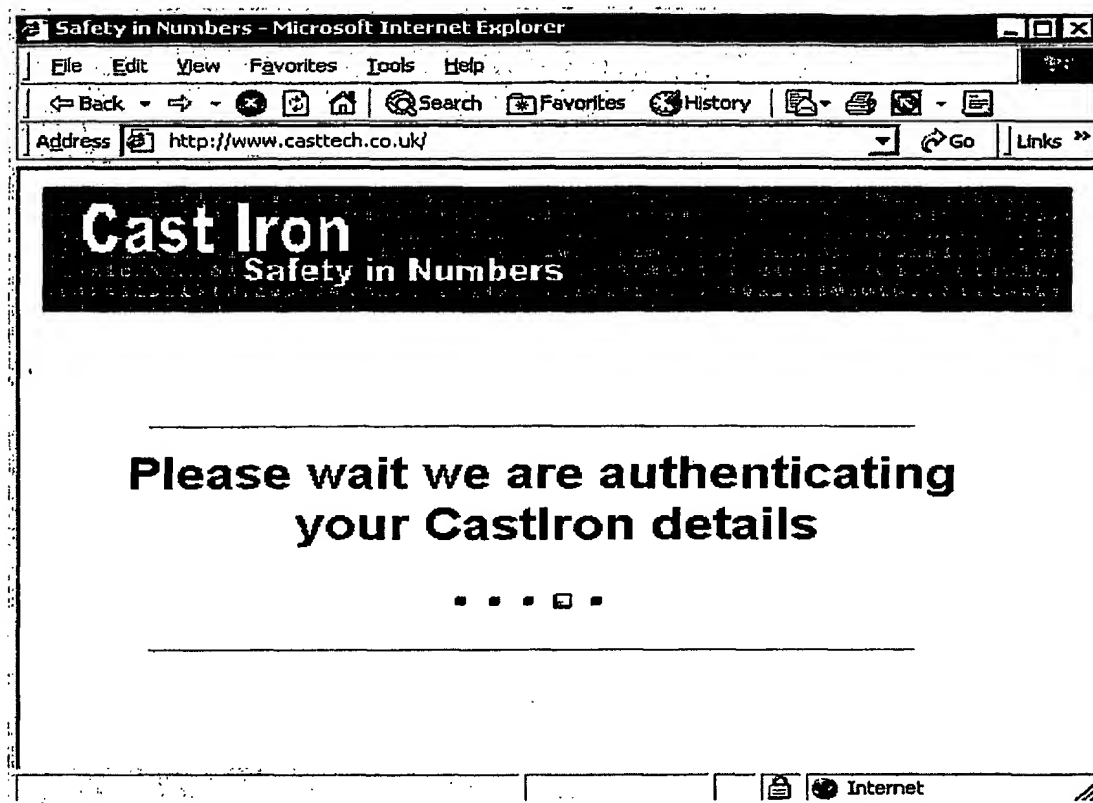 Safety in Numbers - Microsoft Internet Explorer
File Edit View Favorites Tools Help
Back Search Favorites History
Address http://www.casttech.co.uk/ Go Links »
Cast Iron
Safety in Numbers
Please wait we are authenticating
your CastIron details
Internet